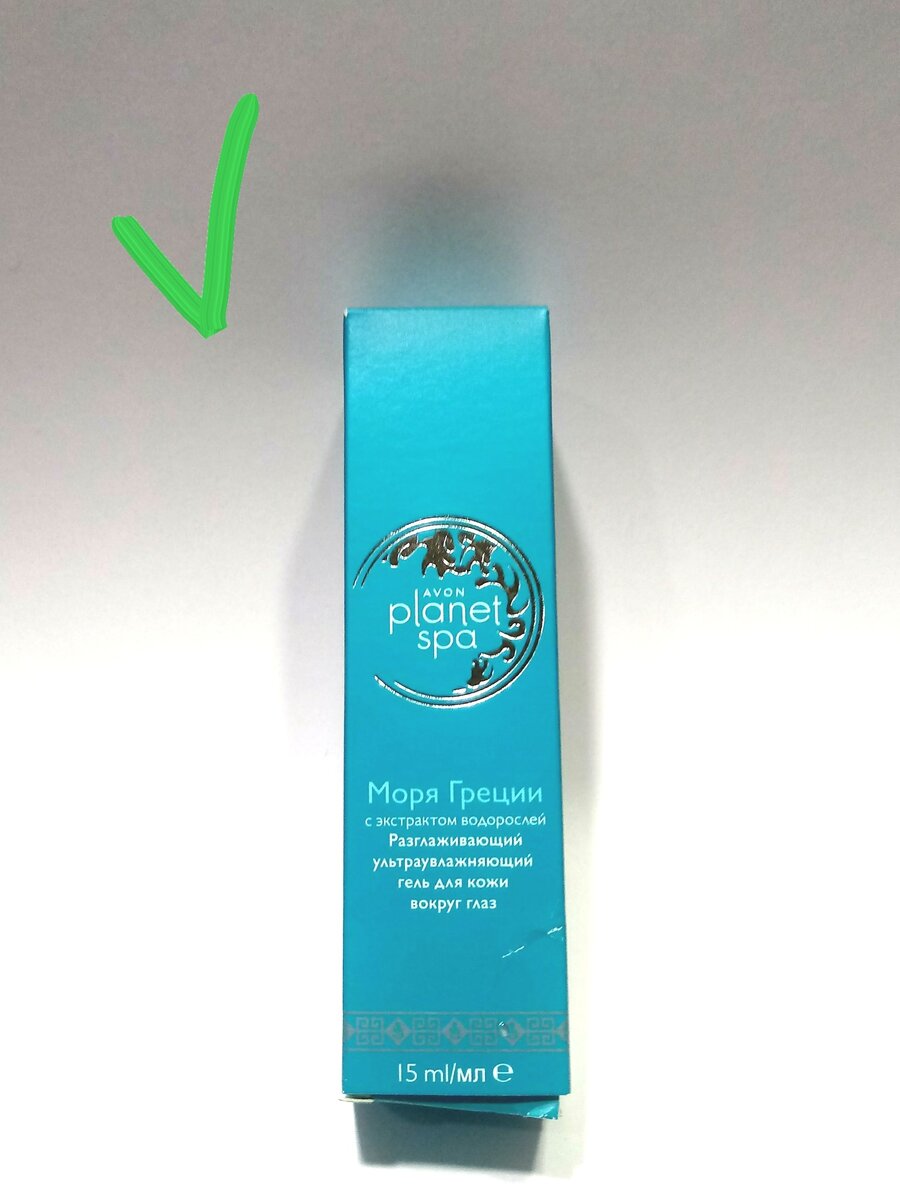 AVON
planet
spa
Моря Греции
с экстрактом водорослей
Разглаживающий
ультраувлажняющий
гель для кожи
вокруг глаз
15 ml/мл ℮